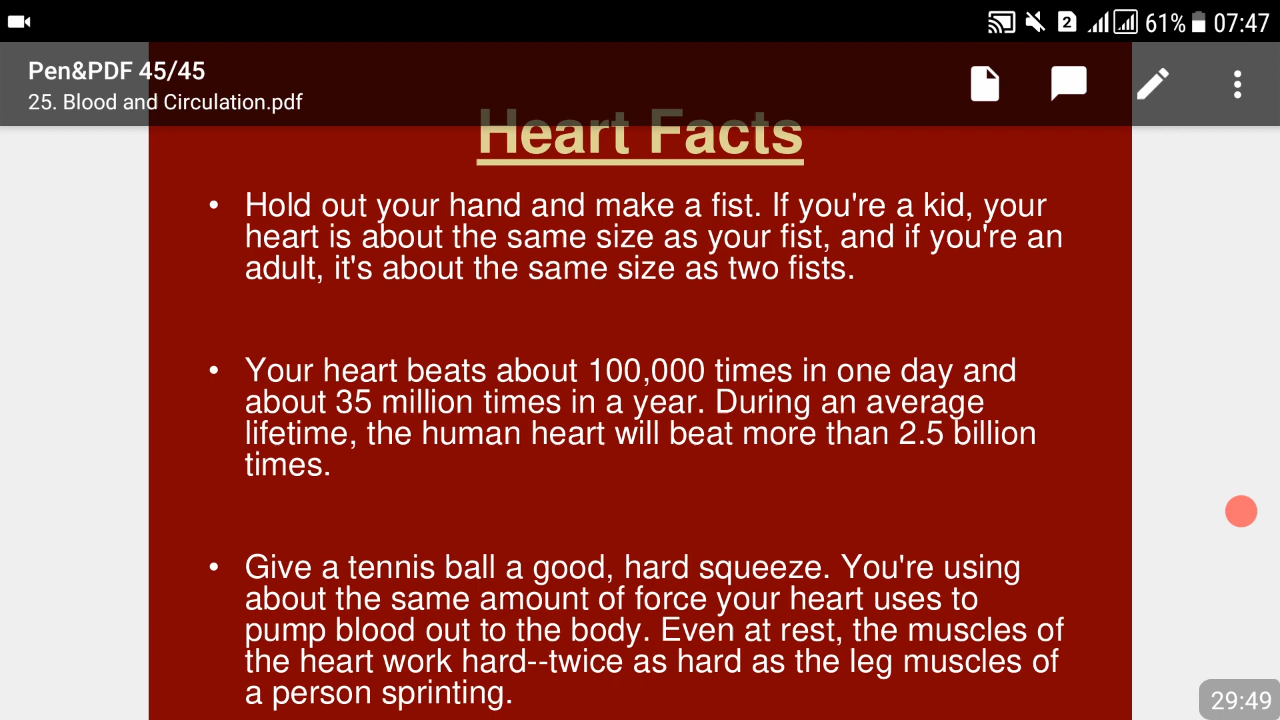 2 61% 07:47
Pen&PDF 45/45
25. Blood and Circulation.pdf
Heart Facts
• Hold out your hand and make a fist. If you're a kid, your
heart is about the same size as your fist, and if you're an
adult, it's about the same size as two fists.
• Your heart beats about 100,000 times in one day and
about 35 million times in a year. During an average
lifetime, the human heart will beat more than 2.5 billion
times.
• Give a tennis ball a good, hard squeeze. You're using
about the same amount of force your heart uses to
pump blood out to the body. Even at rest, the muscles of
the heart work hard--twice as hard as the leg muscles of
a person sprinting.
29:49